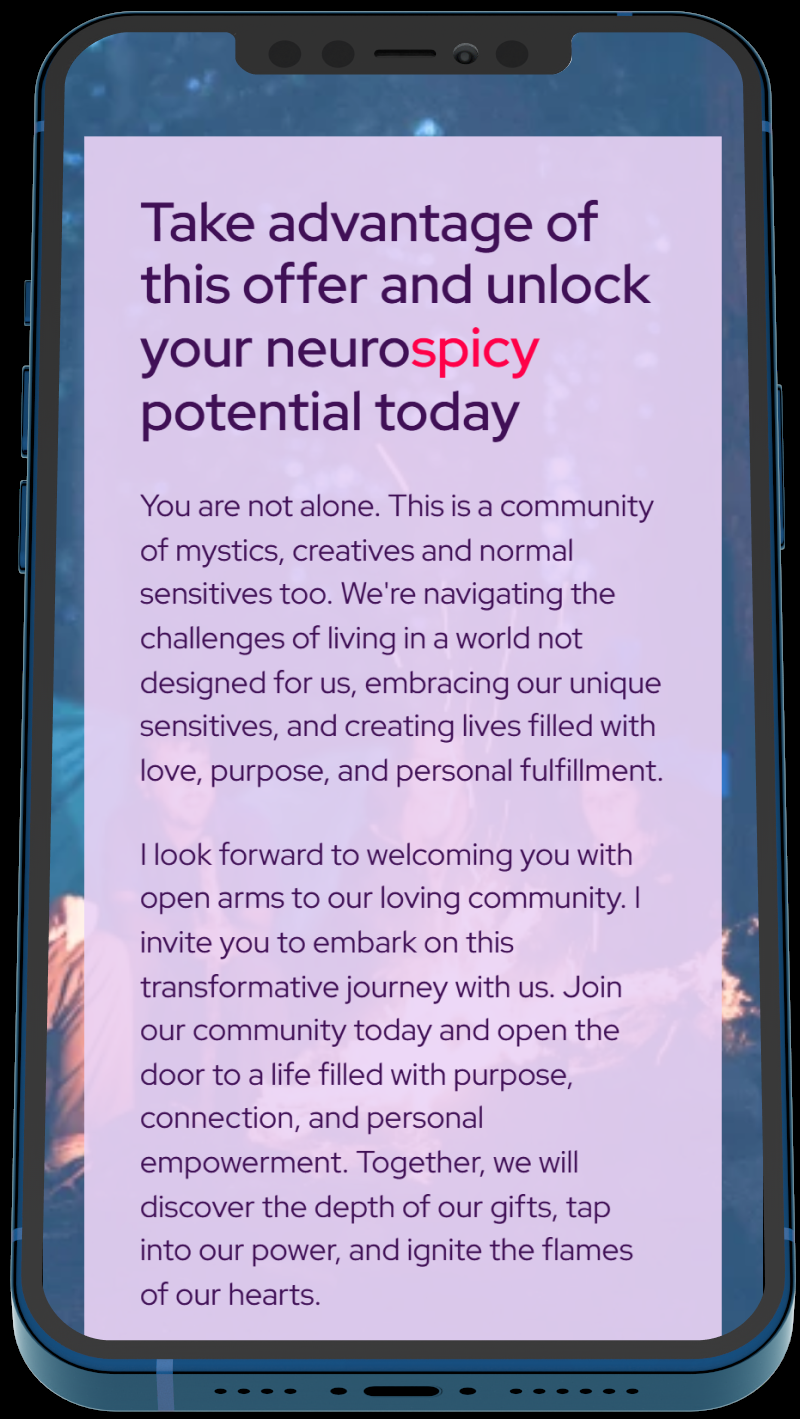 Take advantage of
this offer and unlock
your neurospicy
potential today
You are not alone. This is a community
of mystics, creatives and normal
sensitives too. We're navigating the
challenges of living in a world not
designed for us, embracing our unique
sensitives, and creating lives filled with
love, purpose, and personal fulfillment.
I look forward to welcoming you with
open arms to our loving community. I
invite you to embark on this
transformative journey with us. Join
our community today and open the
door to a life filled with purpose,
connection, and personal
empowerment. Together, we will
discover the depth of our gifts, tap
into our power, and ignite the flames
of our hearts.